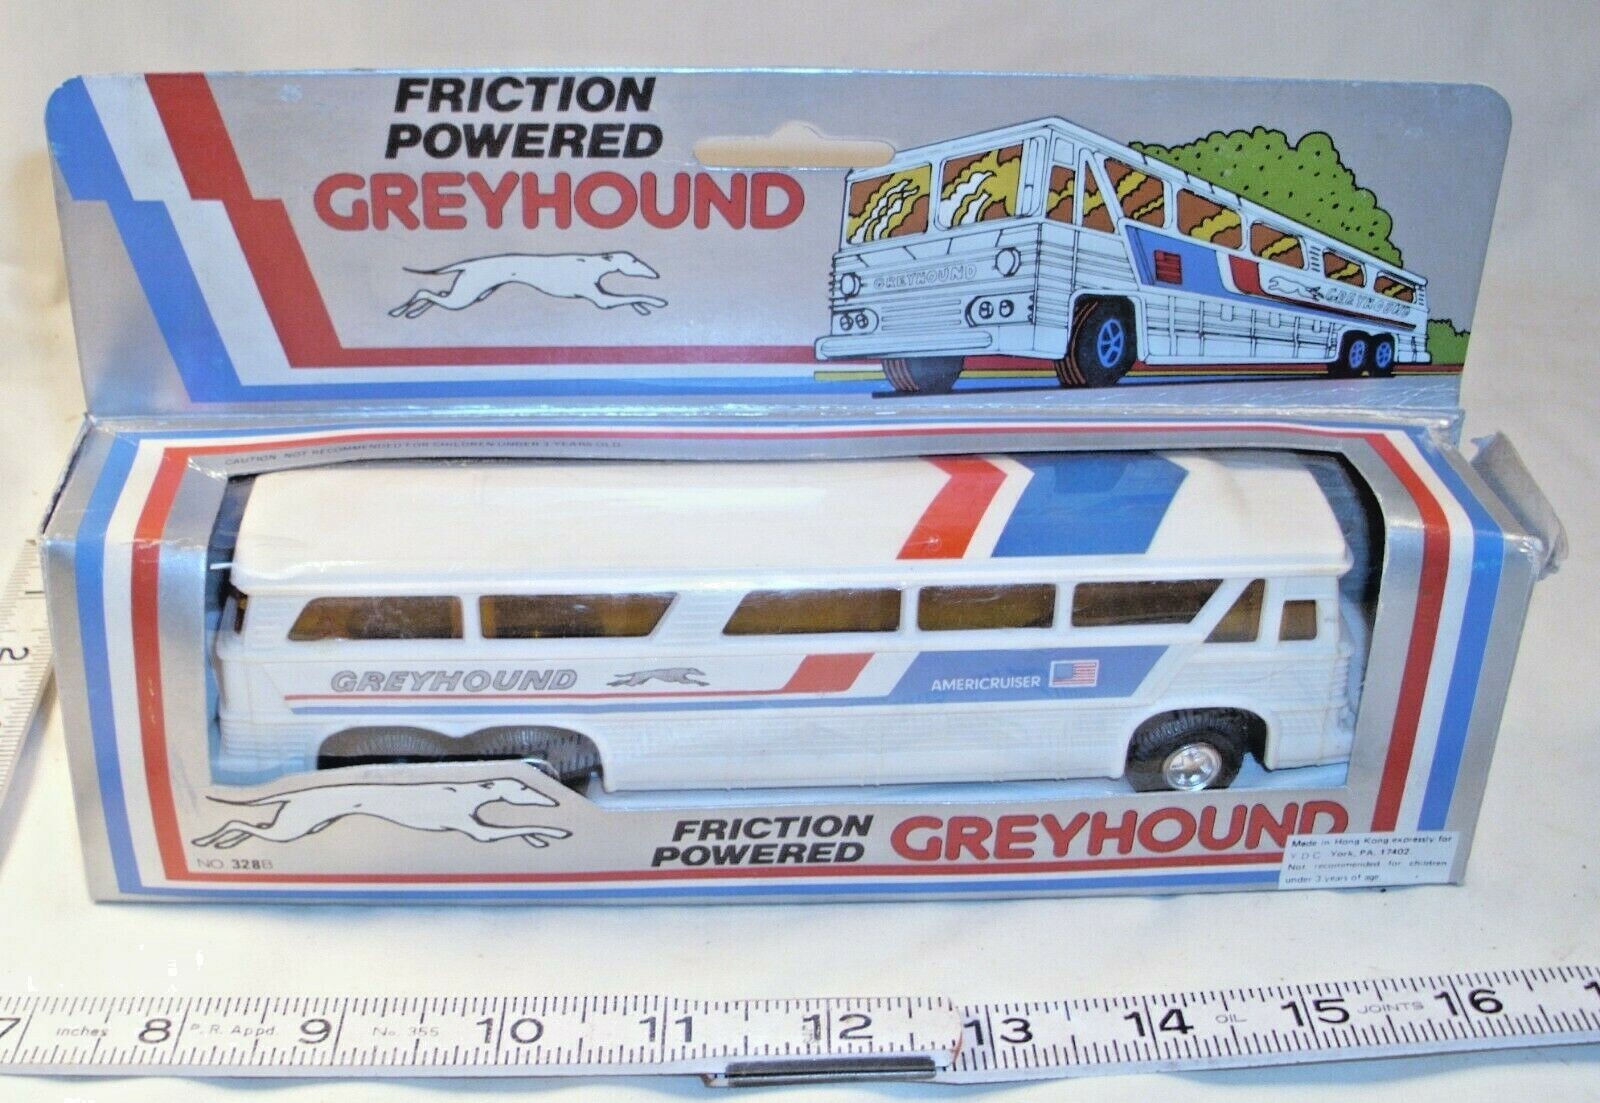 FRICTION
POWERED
GREYHOUND
GREYHOUND
GREYHOUND
CAUTION NOT RECOMMENDED FOR CHILDREN UNDER 3 YEARS OLD.
GREYHOUND
AMERICRUISER
FRICTION
POWERED
GREYHOUND
NO. 328B
Made in Hong Kong expressly for
Y D C York, PA. 17402
Not recommended for children
under 3 years of age
2
7 inches 8 P. R. Appd. 9 No. 355 10 11 12 13 14 OIL 15 JOINTS 16